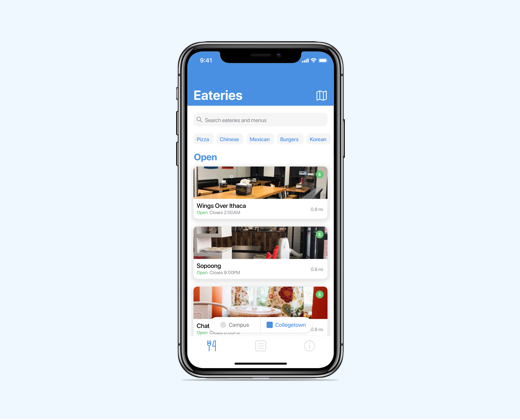 9:41
Eateries
Search eateries and menus
Pizza Chinese Mexican Burgers Korean
Open
$
Wings Over Ithaca
Open Closes 2:00AM 0.8 mi
$
Sopoong
Open Closes 9:00PM 0.8 mi
$
Chat
Open 0.8 mi
Campus Collegetown